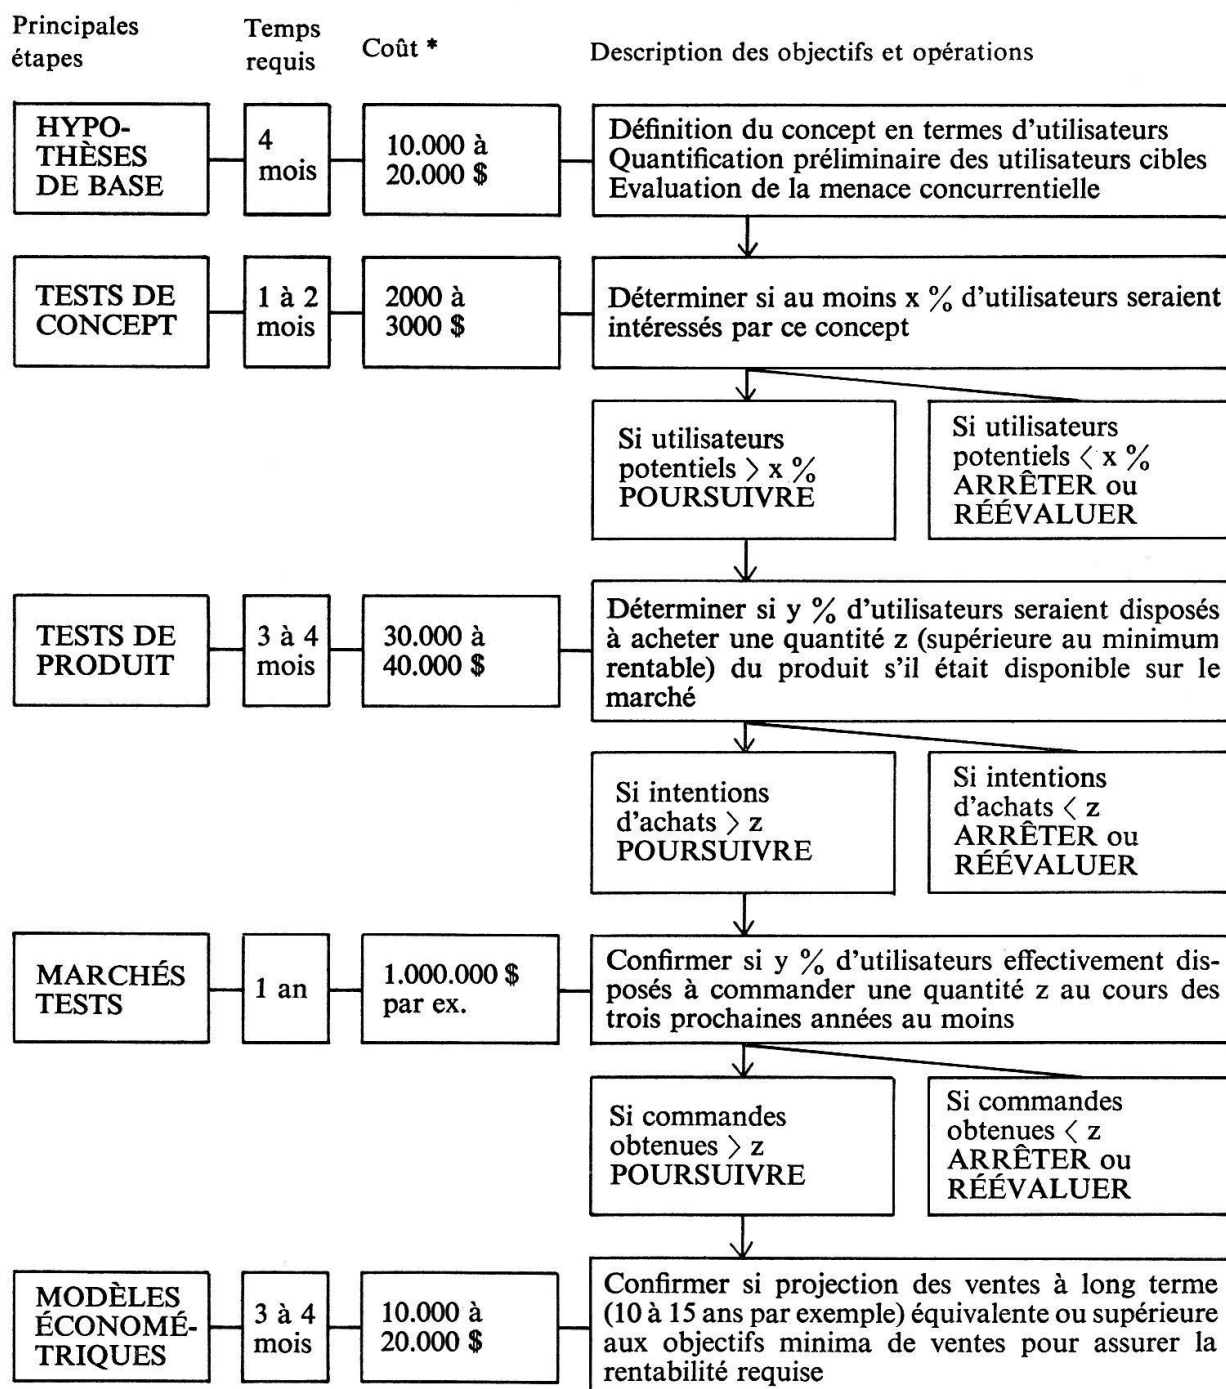 Principales
étapes
Temps
requis
Coût *
Description des objectifs et opérations
HYPO-
THÈSES
DE BASE
4
mois
10.000 à
20.000 $
Définition du concept en termes d'utilisateurs
Quantification préliminaire des utilisateurs cibles
Evaluation de la menace concurrentielle
TESTS DE
CONCEPT
1 à 2
mois
2000 à
3000 $
Déterminer si au moins x % d'utilisateurs seraient
intéressés par ce concept
Si utilisateurs
potentiels > x %
POURSUIVRE
Si utilisateurs
potentiels < x %
ARRÊTER ou
RÉÉVALUER
TESTS DE
PRODUIT
3 à 4
mois
30.000 à
40.000 $
Déterminer si y % d'utilisateurs seraient disposés
à acheter une quantité z (supérieure au minimum
rentable) du produit s'il était disponible sur le
marché
Si intentions
d'achats > z
POURSUIVRE
Si intentions
d'achats < z
ARRÊTER ou
RÉÉVALUER
MARCHÉS
TESTS
1 an
1.000.000 $
par ex.
Confirmer si y % d'utilisateurs effectivement dis-
posés à commander une quantité z au cours des
trois prochaines années au moins
Si commandes
obtenues > z
POURSUIVRE
Si commandes
obtenues < z
ARRÊTER ou
RÉÉVALUER
MODÈLES
ÉCONOMÉ-
TRIQUES
3 à 4
mois
10.000 à
20.000 $
Confirmer si projection des ventes à long terme
(10 à 15 ans par exemple) équivalente ou supérieure
aux objectifs minima de ventes pour assurer la
rentabilité requise